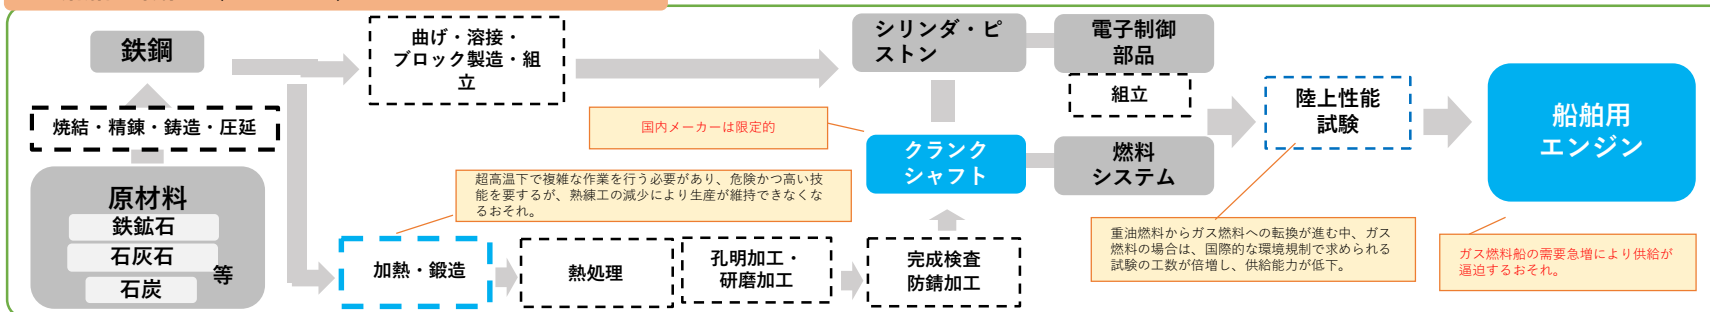 鉄鋼
焼結・精錬・鋳造・圧延
原材料
鉄鉱石
石灰石
石炭
等
曲げ・溶接・
ブロック製造・組
立
シリンダ・ピ
ストン
電子制御
部品
組立
国内メーカーは限定的
クランク
シャフト
燃料
システム
陸上性能
試験
船舶用
エンジン
超高温下で複雑な作業を行う必要があり、危険かつ高い技
能を要するが、熟練工の減少により生産が維持できなくな
るおそれ。
加熱・鍛造
熱処理
孔明加工・
研磨加工
完成検査
防錆加工
重油燃料からガス燃料への転換が進む中、ガス
燃料の場合は、国際的な環境規制で求められる
試験の工数が倍増し、供給能力が低下。
ガス燃料船の需要急増により供給が
逼迫するおそれ。